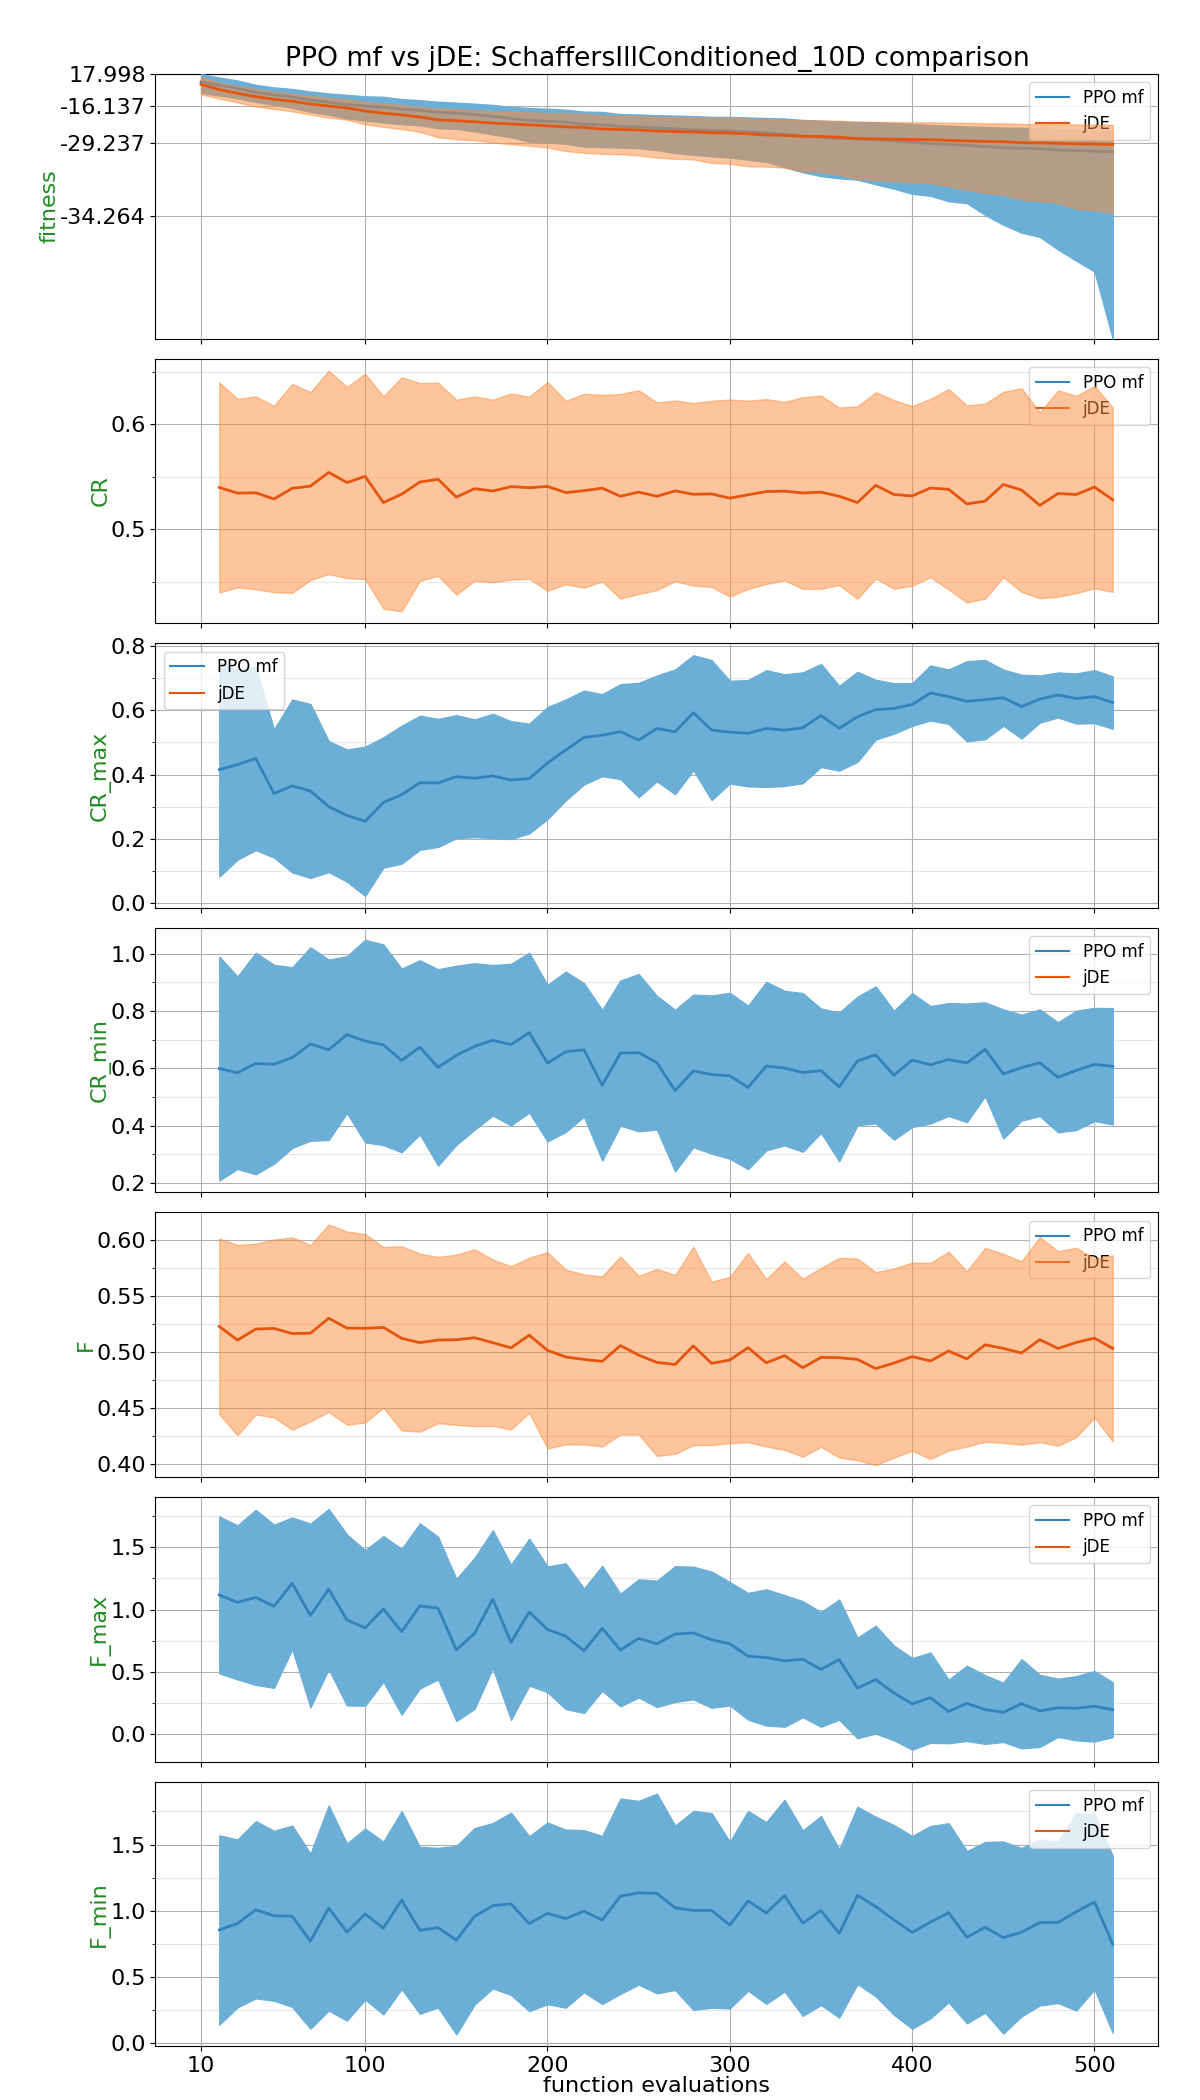 PPO mf vs jDE: SchaffersIllConditioned_10D comparison
17.998
-16.137
-29.237
-34.264
fitness
PPO mf
jDE
0.6
0.5
CR
PPO mf
jDE
0.8
0.6
0.4
0.2
0.0
CR_max
PPO mf
jDE
1.0
0.8
0.6
0.4
0.2
CR_min
PPO mf
jDE
0.60
0.55
0.50
0.45
0.40
F
PPO mf
jDE
1.5
1.0
0.5
0.0
F_max
PPO mf
jDE
1.5
1.0
0.5
0.0
F_min
PPO mf
jDE
10 100 200 300 400 500
function evaluations